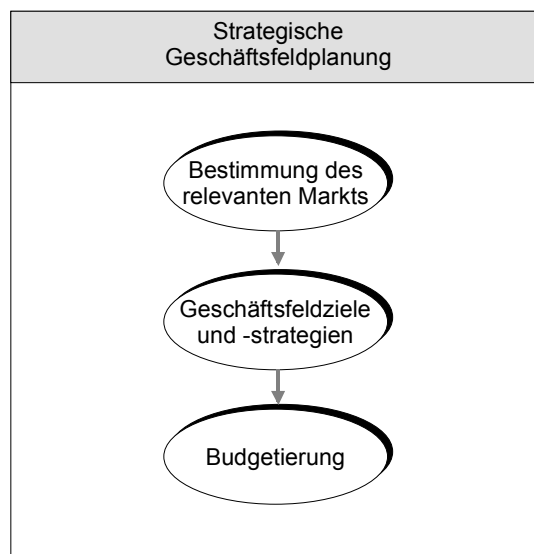 Strategische
Geschäftsfeldplanung
Bestimmung des
relevanten Markts
Geschäftsfeldziele
und -strategien
Budgetierung